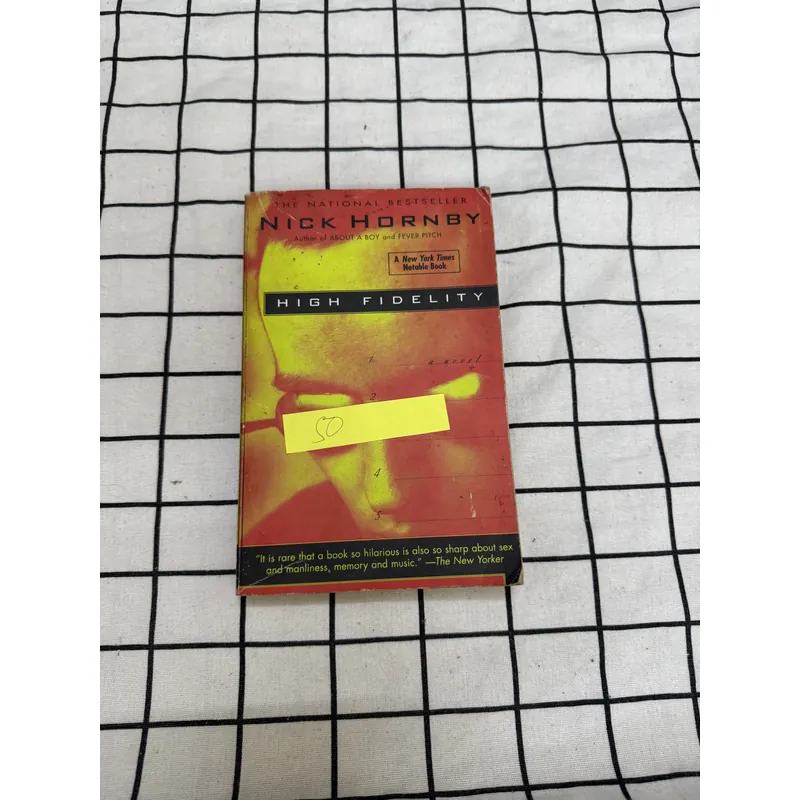 THE NATIONAL BESTSELLER
NICK HORNBY
Author of ABOUT A BOY and FEVER PITCH
A New York Times
Notable Book
HIGH FIDELITY
1 a novel
2
50
4
5
"It is rare that a book so hilarious is also so sharp about sex
and manliness, memory and music." —The New Yorker